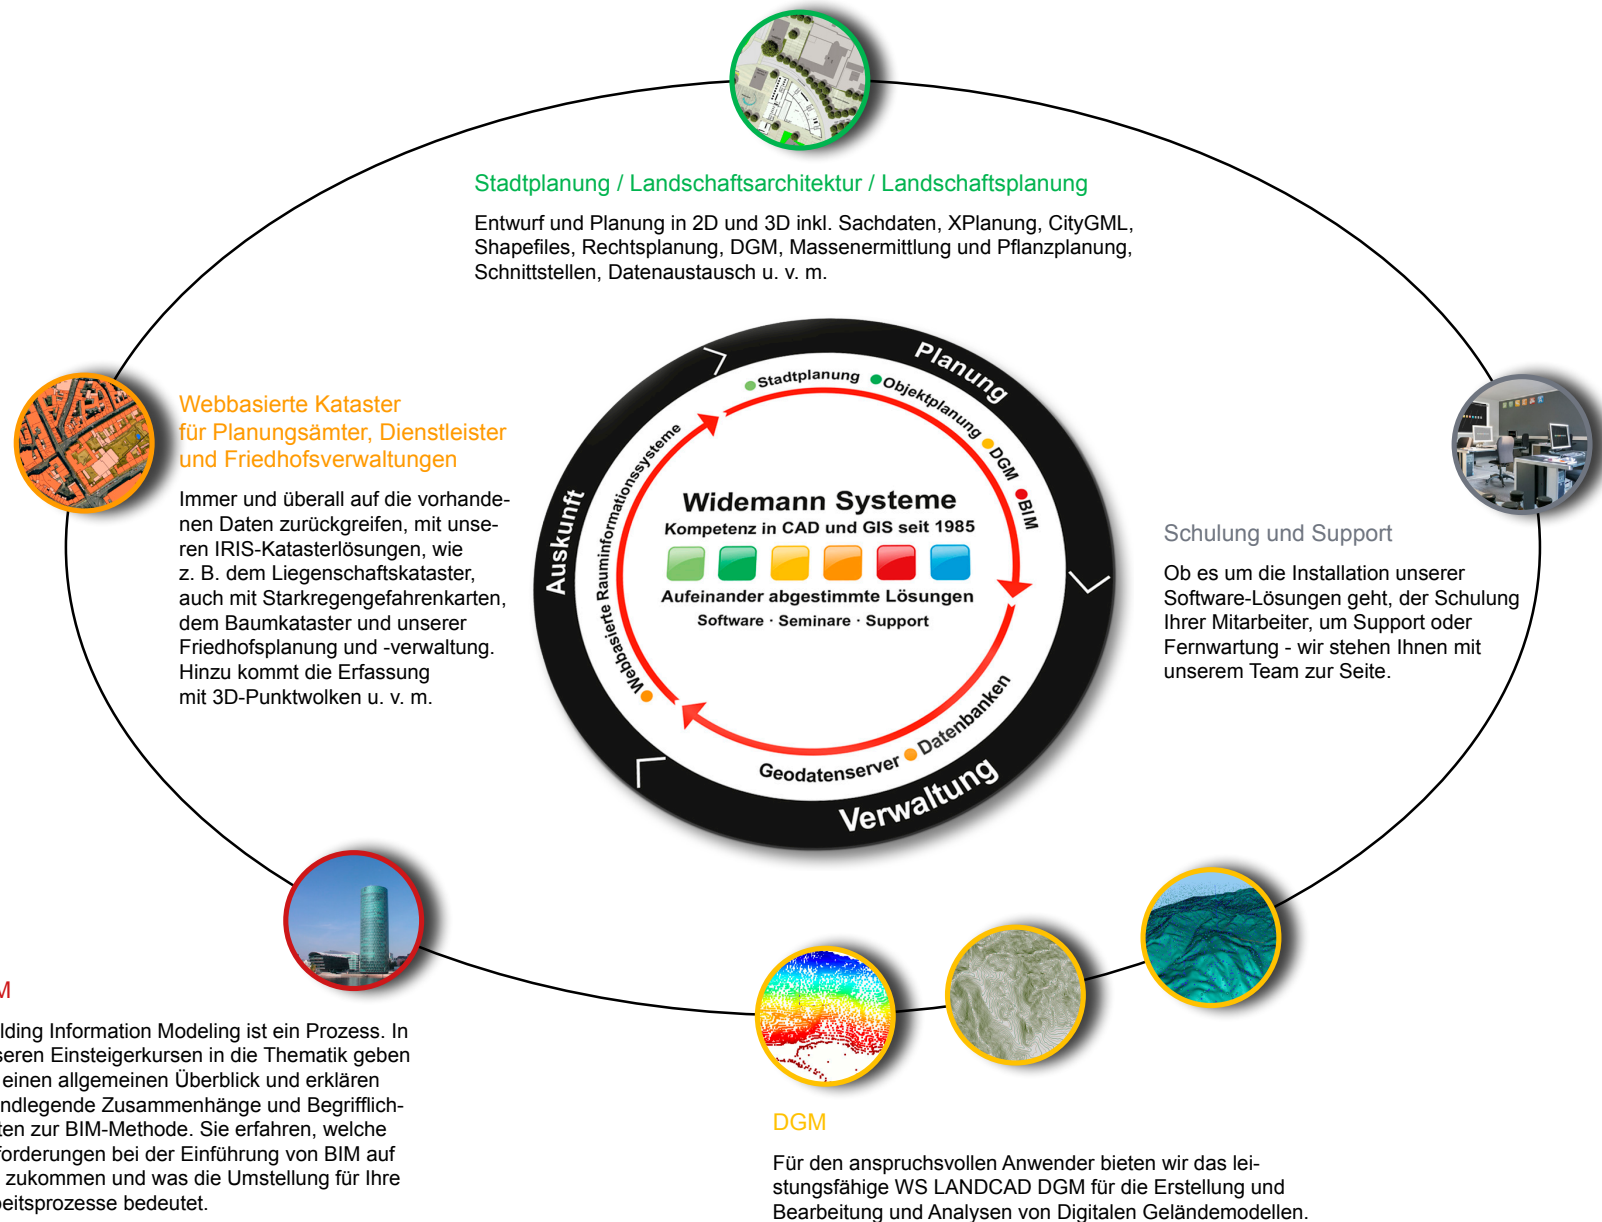 Stadtplanung / Landschaftsarchitektur / Landschaftsplanung
Entwurf und Planung in 2D und 3D inkl. Sachdaten, XPlanung, CityGML,
Shapefiles, Rechtsplanung, DGM, Massenermittlung und Pflanzplanung,
Schnittstellen, Datenaustausch u. v. m.
Webbasierte Kataster
für Planungsämter, Dienstleister
und Friedhofsverwaltungen
Immer und überall auf die vorhande-
nen Daten zurückgreifen, mit unse-
ren IRIS-Katasterlösungen, wie
z. B. dem Liegenschaftskataster,
auch mit Starkregengefahrenkarten,
dem Baumkataster und unserer
Friedhofsplanung und -verwaltung.
Hinzu kommt die Erfassung
mit 3D-Punktwolken u. v. m.
Planung
Stadtplanung
Objektplanung
DGM
BIM
Auskunft
Webbasierte Rauminformationssysteme
Widemann Systeme
Kompetenz in CAD und GIS seit 1985
Aufeinander abgestimmte Lösungen
Software · Seminare · Support
Geodatenserver
Datenbanken
Verwaltung
Schulung und Support
Ob es um die Installation unserer
Software-Lösungen geht, der Schulung
Ihrer Mitarbeiter, um Support oder
Fernwartung - wir stehen Ihnen mit
unserem Team zur Seite.
M
lding Information Modeling ist ein Prozess. In
seren Einsteigerkursen in die Thematik geben
einen allgemeinen Überblick und erklären
ndlegende Zusammenhänge und Begrifflich-
ten zur BIM-Methode. Sie erfahren, welche
forderungen bei der Einführung von BIM auf
zukommen und was die Umstellung für Ihre
beitsprozesse bedeutet.
DGM
Für den anspruchsvollen Anwender bieten wir das lei-
stungsfähige WS LANDCAD DGM für die Erstellung und
Bearbeitung und Analysen von Digitalen Geländemodellen.